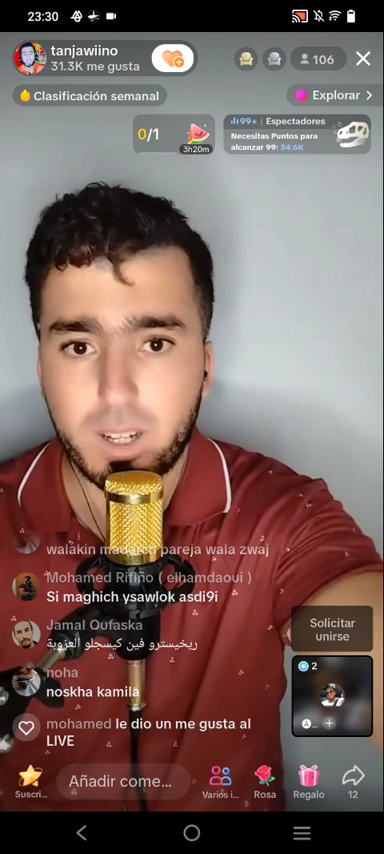 23:30
tanjawiino
31.3K me gusta
106
Clasificación semanal
Explorar
0/1
3h20m
99+ | Espectadores
Necesitas Puntos para
alcanzar 99: 54.6K
walakin madarch pareja wala zwaj
Mohamed Rifiño ( elhamdaoui )
Si maghich ysawlok asdi9i
Jamal Oufaska
ريخيسترو فين كيسجلو العزوبة
noha
noskha kamila
mohamed le dio un me gusta al
LIVE
Solicitar
unirse
2
A...
Suscri...
Añadir come...
Varios i...
Rosa
Regalo
12